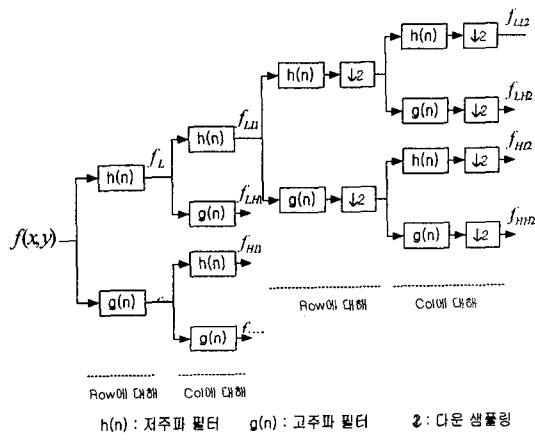 f(x,y)
h(n)
g(n)
f_L
h(n)
g(n)
h(n)
g(n)
f_LL1
f_LH1
f_HL1
h(n) ↓2
g(n) ↓2
h(n) ↓2
g(n) ↓2
h(n) ↓2
g(n) ↓2
f_LL2
f_LH2
f_HL2
f_HH2
Row에 대해
Col에 대해
Row에 대해
Col에 대해
h(n) : 저주파 필터 g(n) : 고주파 필터 ↓2 : 다운 샘플링